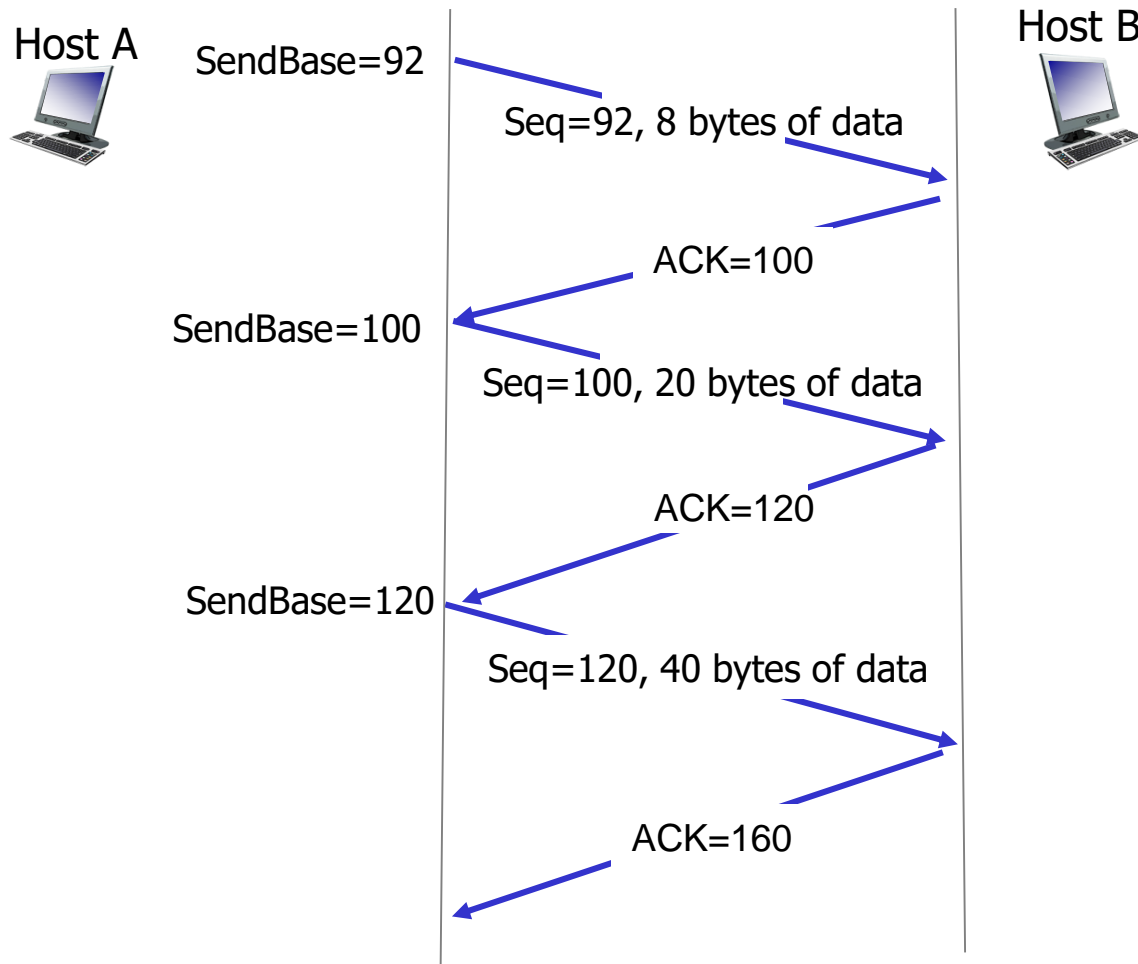 Host A
Host B
SendBase=92
Seq=92, 8 bytes of data
ACK=100
SendBase=100
Seq=100, 20 bytes of data
ACK=120
SendBase=120
Seq=120, 40 bytes of data
ACK=160